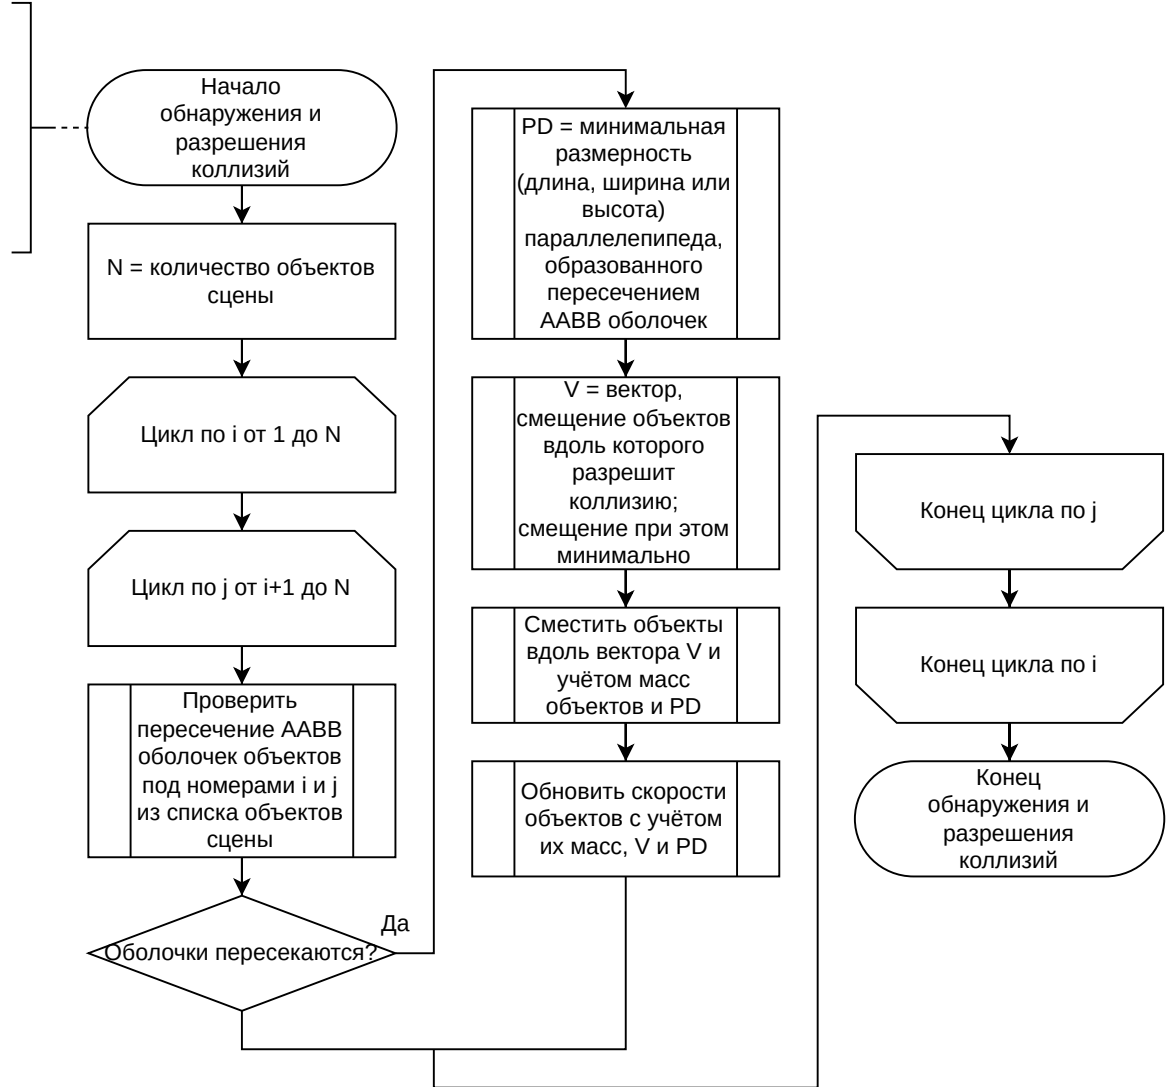 Начало
обнаружения и
разрешения
коллизий
N = количество объектов
сцены
Цикл по i от 1 до N
Цикл по j от i+1 до N
Проверить
пересечение AABB
оболочек объектов
под номерами i и j
из списка объектов
сцены
Оболочки пересекаются?
Да
PD = минимальная
размерность
(длина, ширина или
высота)
параллелепипеда,
образованного
пересечением
AABB оболочек
V = вектор,
смещение объектов
вдоль которого
разрешит
коллизию;
смещение при этом
минимально
Сместить объекты
вдоль вектора V и
учётом масс
объектов и PD
Обновить скорости
объектов с учётом
их масс, V и PD
Конец цикла по j
Конец цикла по i
Конец
обнаружения и
разрешения
коллизий